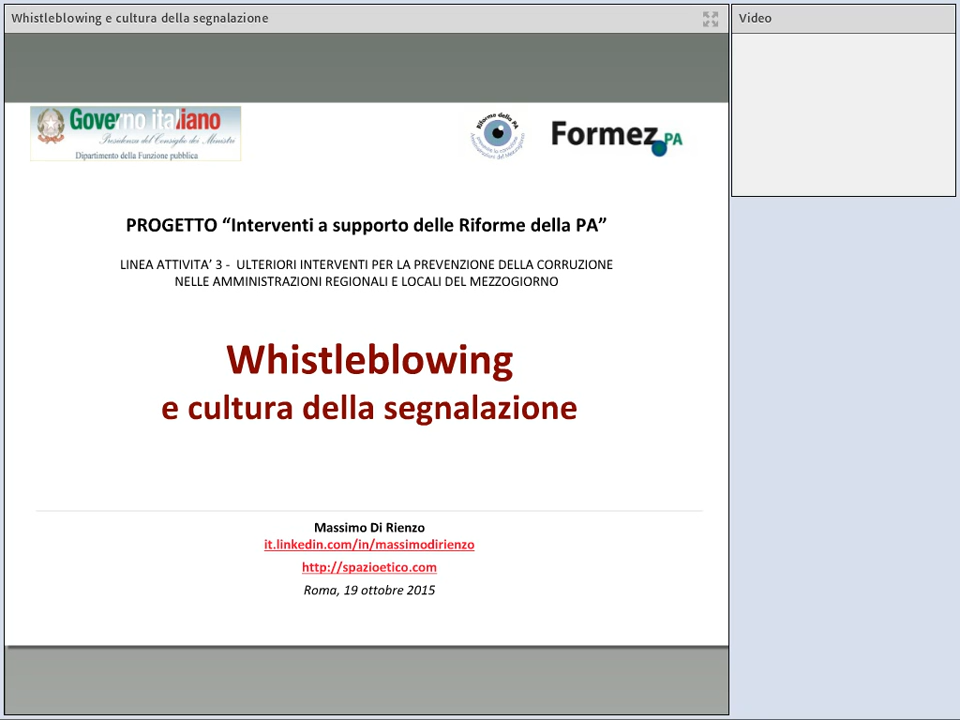 Whistleblowing e cultura della segnalazione
Video
Governo italiano
Presidenza del Consiglio dei Ministri
Dipartimento della Funzione pubblica
Riforme della PA
Formez PA
PROGETTO “Interventi a supporto delle Riforme della PA”
LINEA ATTIVITA’ 3 - ULTERIORI INTERVENTI PER LA PREVENZIONE DELLA CORRUZIONE
NELLE AMMINISTRAZIONI REGIONALI E LOCALI DEL MEZZOGIORNO
Whistleblowing
e cultura della segnalazione
Massimo Di Rienzo
it.linkedin.com/in/massimodirienzo
http://spazioetico.com
Roma, 19 ottobre 2015